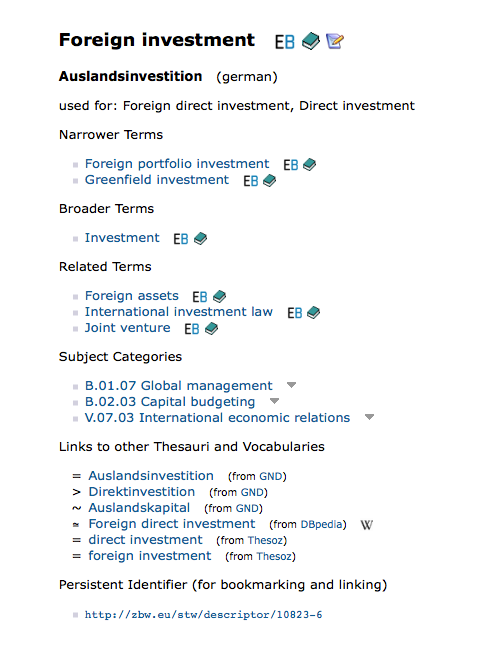 Foreign investment EB
Auslandsinvestition (german)
used for: Foreign direct investment, Direct investment
Narrower Terms
Foreign portfolio investment EB
Greenfield investment EB
Broader Terms
Investment EB
Related Terms
Foreign assets EB
International investment law EB
Joint venture EB
Subject Categories
B.01.07 Global management
B.02.03 Capital budgeting
V.07.03 International economic relations
Links to other Thesauri and Vocabularies
= Auslandsinvestition (from GND)
> Direktinvestition (from GND)
~ Auslandskapital (from GND)
≃ Foreign direct investment (from DBpedia) W
= direct investment (from Thesoz)
= foreign investment (from Thesoz)
Persistent Identifier (for bookmarking and linking)
http://zbw.eu/stw/descriptor/10823-6